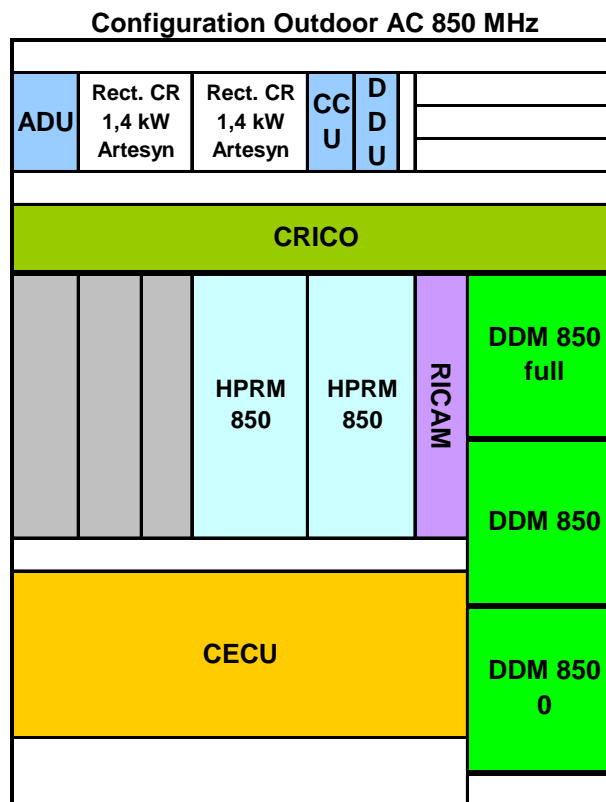 Configuration Outdoor AC 850 MHz
ADU
Rect. CR
1,4 kW
Artesyn
Rect. CR
1,4 kW
Artesyn
CC
U
D
D
U
CRICO
HPRM
850
HPRM
850
RICAM
DDM 850
full
DDM 850
CECU
DDM 850
0